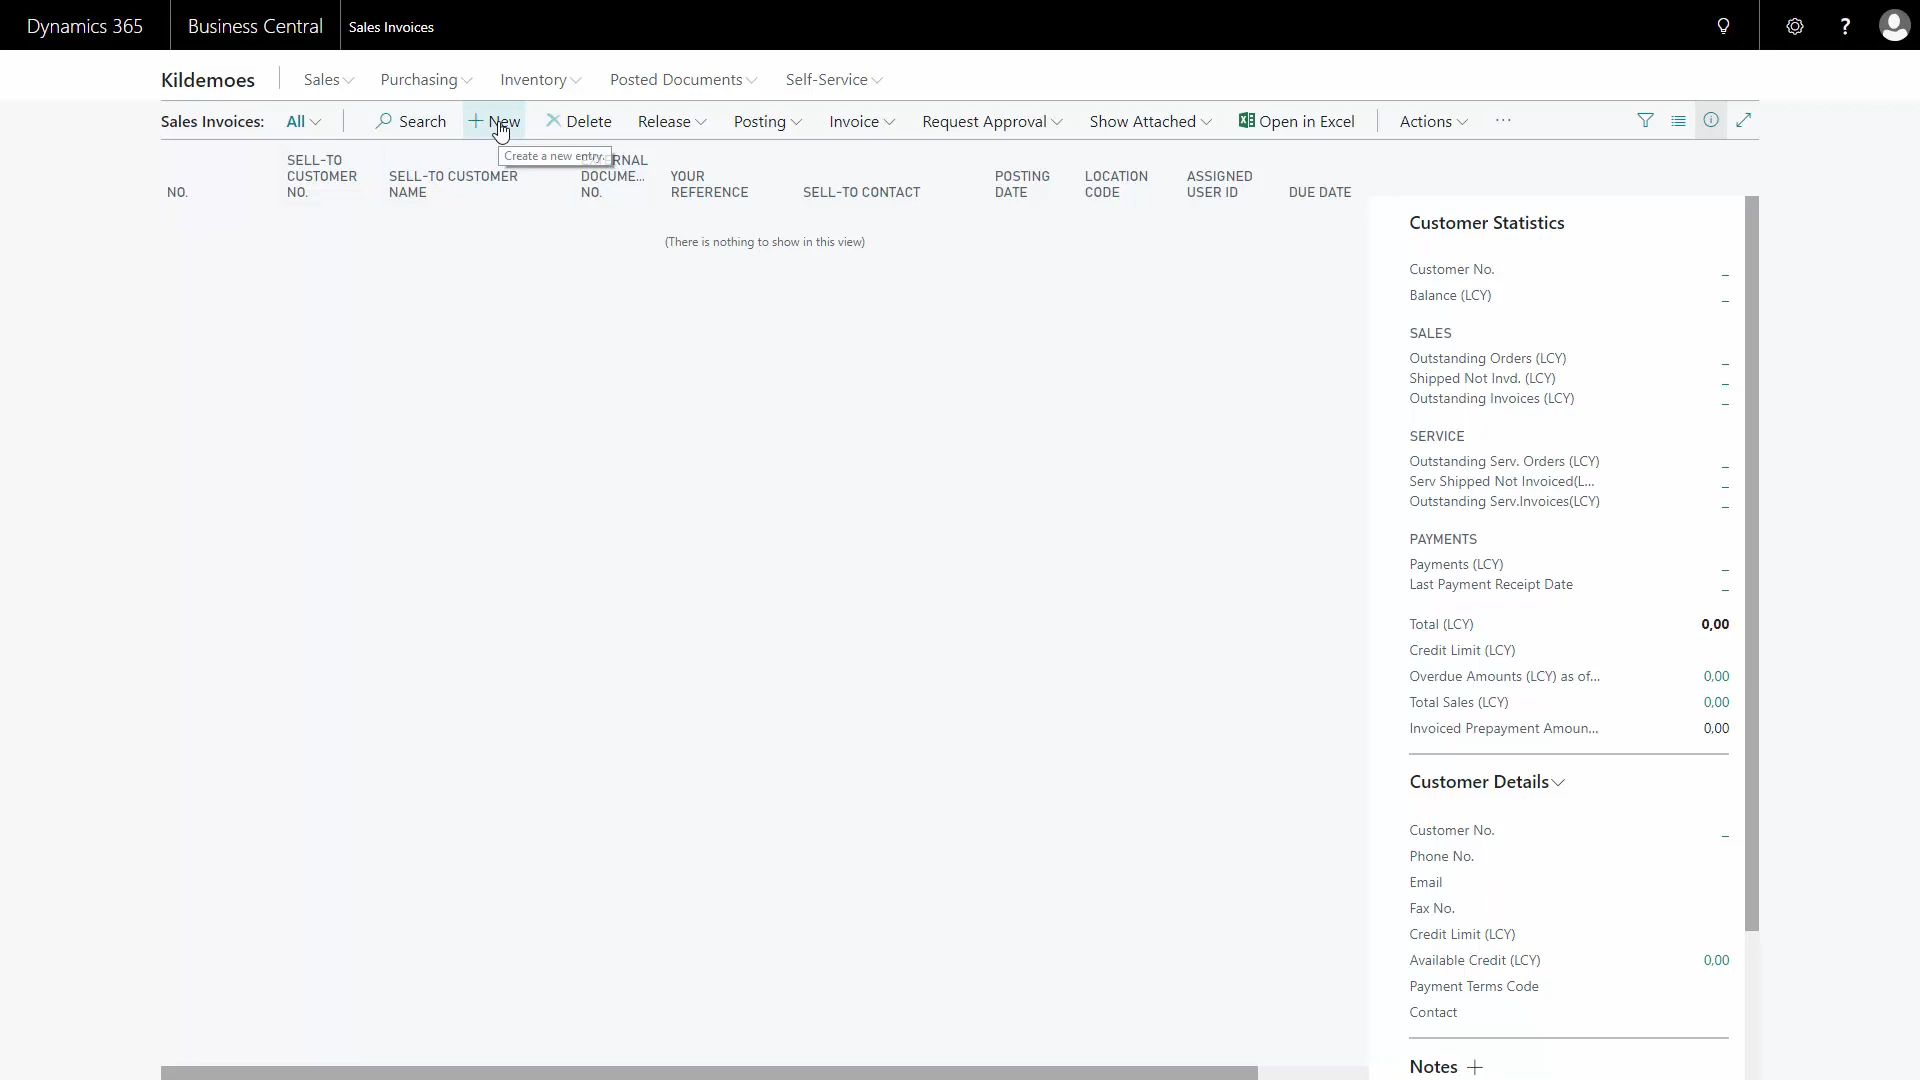 Dynamics 365
Business Central
Sales Invoices
?
Kildemoes
Sales
Purchasing
Inventory
Posted Documents
Self-Service
Sales Invoices:
All
Search
New
Delete
Release
Posting
Invoice
Request Approval
Show Attached
Open in Excel
Actions
...
Create a new entry.
NO.
SELL-TO
CUSTOMER
NO.
SELL-TO CUSTOMER
NAME
RNAL
DOCUME...
NO.
YOUR
REFERENCE
SELL-TO CONTACT
POSTING
DATE
LOCATION
CODE
ASSIGNED
USER ID
DUE DATE
(There is nothing to show in this view)
Customer Statistics
Customer No. _
Balance (LCY) _
SALES
Outstanding Orders (LCY) _
Shipped Not Invd. (LCY) _
Outstanding Invoices (LCY) _
SERVICE
Outstanding Serv. Orders (LCY) _
Serv Shipped Not Invoiced(L... _
Outstanding Serv.Invoices(LCY) _
PAYMENTS
Payments (LCY) _
Last Payment Receipt Date _
Total (LCY) 0,00
Credit Limit (LCY)
Overdue Amounts (LCY) as of... 0,00
Total Sales (LCY) 0,00
Invoiced Prepayment Amoun... 0,00
Customer Details
Customer No. _
Phone No.
Email
Fax No.
Credit Limit (LCY)
Available Credit (LCY) 0,00
Payment Terms Code
Contact
Notes